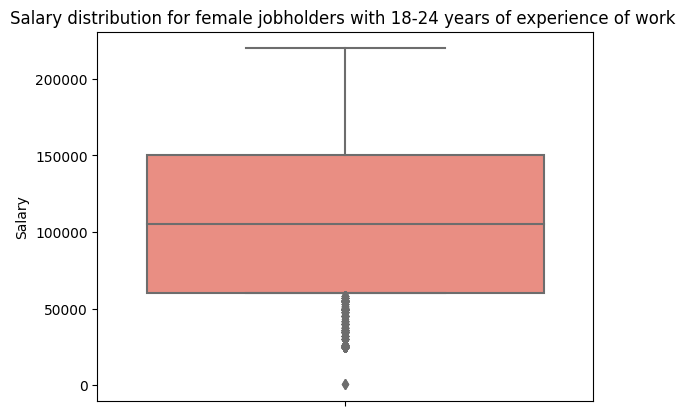 Salary distribution for female jobholders with 18-24 years of experience of work
200000
150000
100000
50000
0
Salary